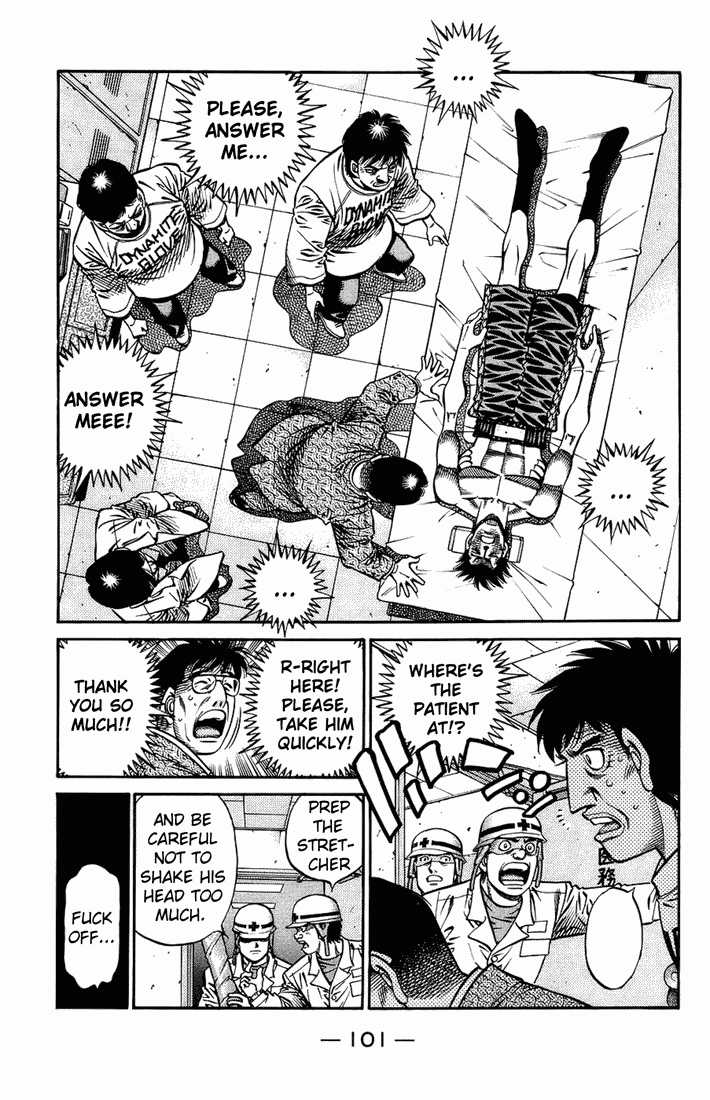 ...
PLEASE,
ANSWER
ME...
DYNAMITE
GLOVE
DYNAMITE
GLOVE
...
ANSWER
MEEE!
...
WHERE'S
THE
PATIENT
AT!?
医務
R-RIGHT
HERE!
PLEASE,
TAKE HIM
QUICKLY!
THANK
YOU SO
MUCH!!
PREP
THE
STRET-
CHER
AND BE
CAREFUL
NOT TO
SHAKE HIS
HEAD TOO
MUCH.
FUCK
OFF...
— 101 —